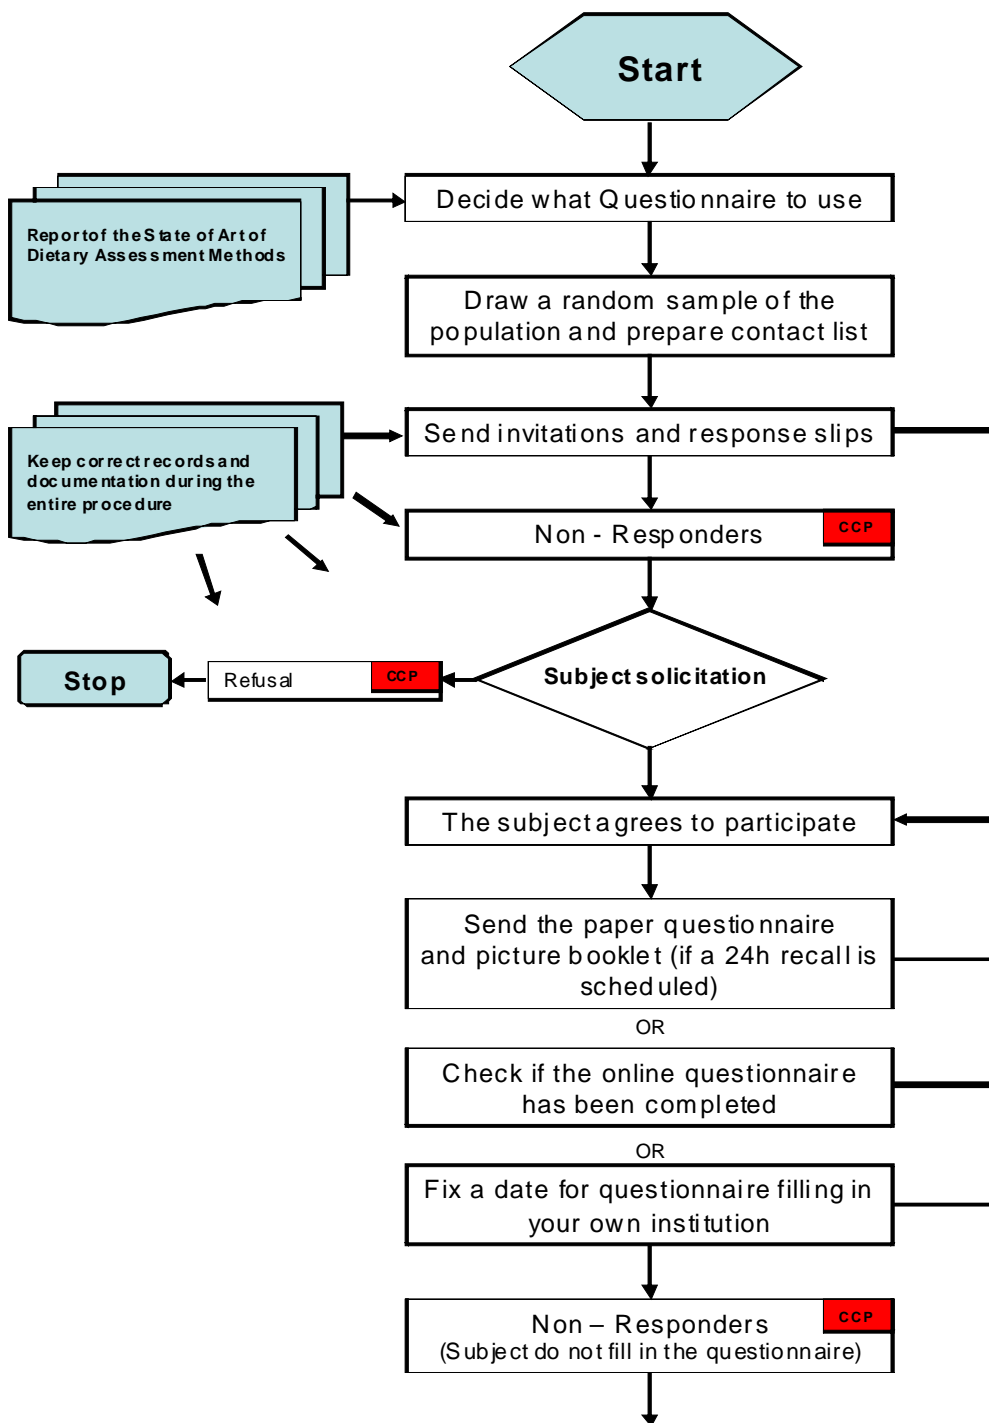 Start
Decide what Questionnaire to use
Report of the State of Art of
Dietary Assessment Methods
Draw a random sample of the
population and prepare contact list
Send invitations and response slips
Keep correct records and
documentation during the
entire procedure
Non - Responders
CCP
Subject solicitation
Refusal
CCP
Stop
The subject agrees to participate
Send the paper questionnaire
and picture booklet (if a 24h recall is
scheduled)
OR
Check if the online questionnaire
has been completed
OR
Fix a date for questionnaire filling in
your own institution
Non – Responders
CCP
(Subject do not fill in the questionnaire)